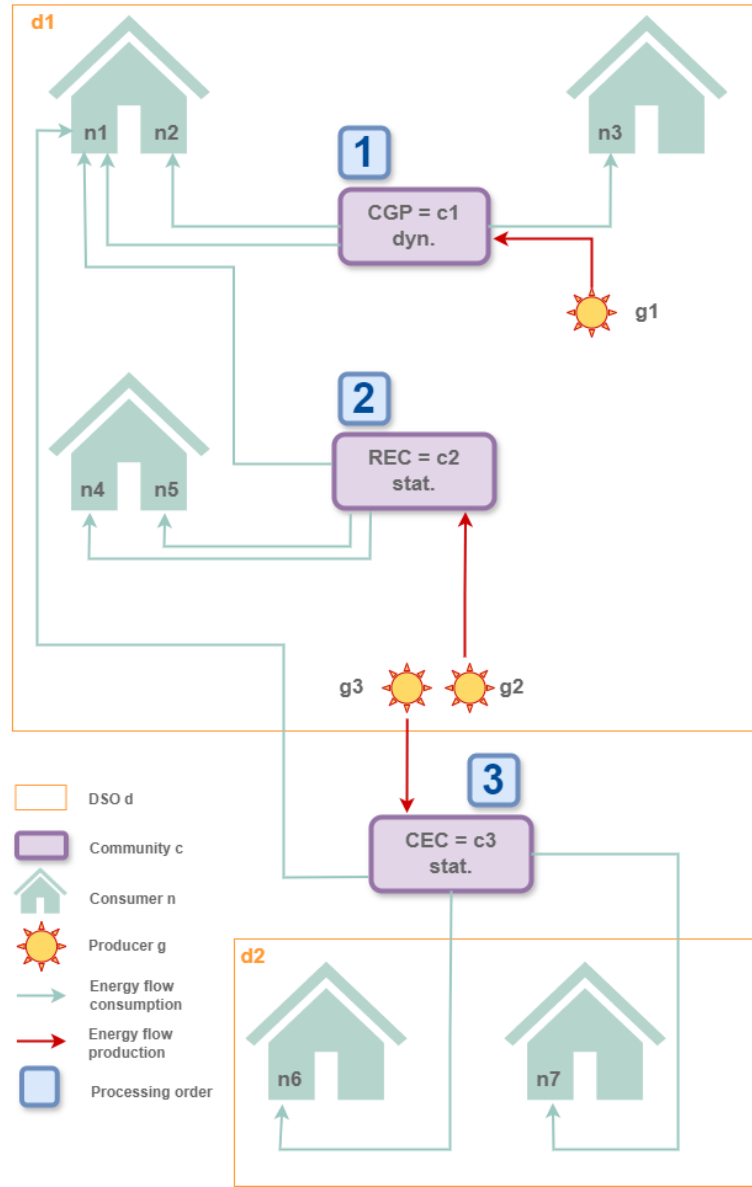 d1
n1
n2
n3
1
CGP = c1
dyn.
g1
2
REC = c2
stat.
n4
n5
g3
g2
3
CEC = c3
stat.
DSO d
Community c
Consumer n
Producer g
Energy flow
consumption
Energy flow
production
Processing order
d2
n6
n7